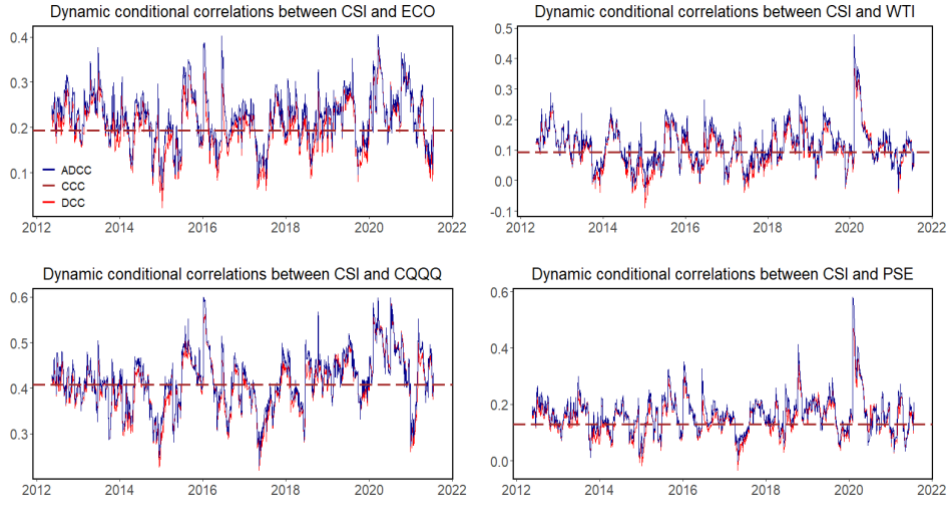 Dynamic conditional correlations between CSI and ECO
0.4
0.3
0.2
0.1
ADCC
CCC
DCC
2012 2014 2016 2018 2020 2022
Dynamic conditional correlations between CSI and WTI
0.5
0.4
0.3
0.2
0.1
0.0
-0.1
2012 2014 2016 2018 2020 2022
Dynamic conditional correlations between CSI and CQQQ
0.6
0.5
0.4
0.3
2012 2014 2016 2018 2020 2022
Dynamic conditional correlations between CSI and PSE
0.6
0.4
0.2
0.0
2012 2014 2016 2018 2020 2022